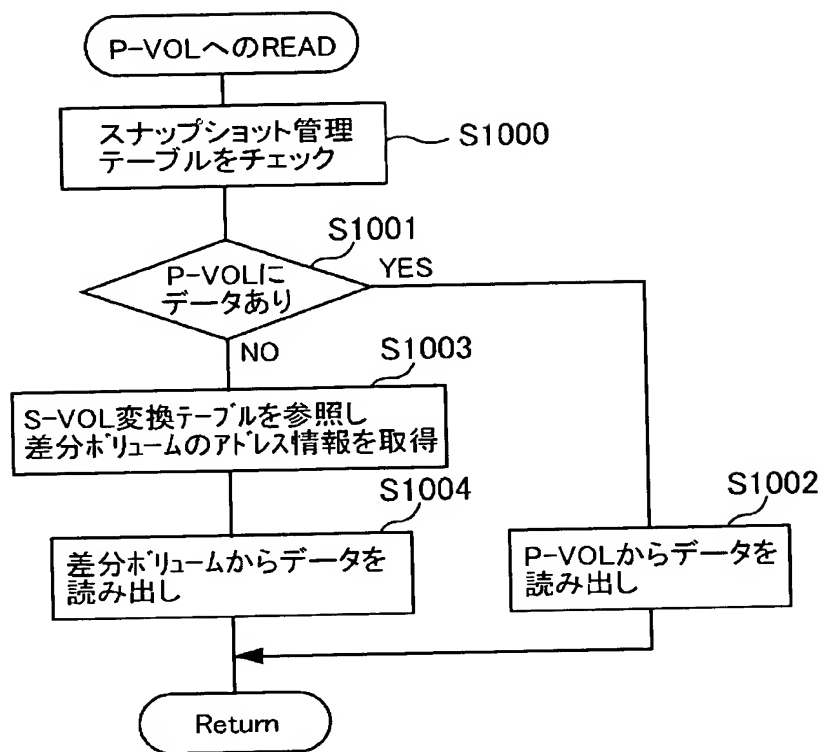 P-VOLへのREAD
スナップショット管理
テーブルをチェック
S1000
S1001
P-VOLに
データあり
YES
NO
S1003
S-VOL変換テーブルを参照し
差分ボリュームのアドレス情報を取得
S1004
差分ボリュームからデータを
読み出し
S1002
P-VOLからデータを
読み出し
Return